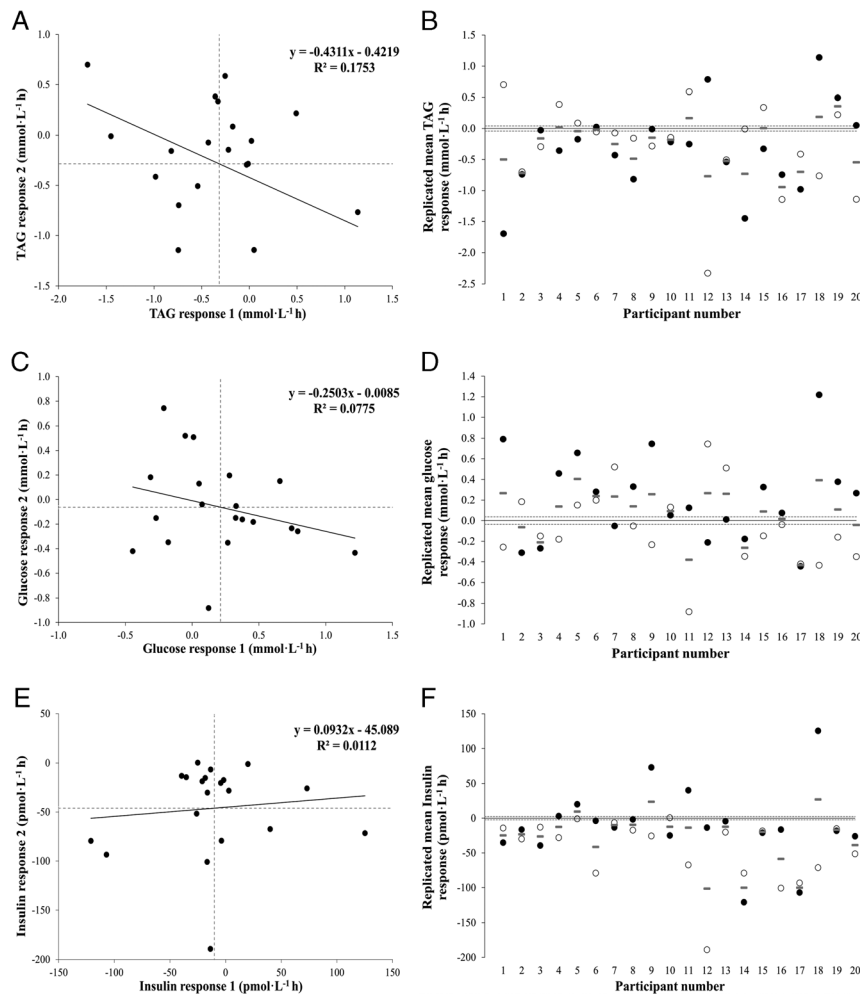 A
y = -0.4311x - 0.4219
R² = 0.1753
TAG response 2 (mmol·L⁻¹ h)
1.0
0.5
0.0
-0.5
-1.0
-1.5
-2.0 -1.5 -1.0 -0.5 0.0 0.5 1.0 1.5
TAG response 1 (mmol·L⁻¹ h)
B
Replicated mean TAG
response (mmol·L⁻¹ h)
1.5
1.0
0.5
0.0
-0.5
-1.0
-1.5
-2.0
-2.5
1 2 3 4 5 6 7 8 9 10 11 12 13 14 15 16 17 18 19 20
Participant number
C
y = -0.2503x - 0.0085
R² = 0.0775
Glucose response 2 (mmol·L⁻¹ h)
1.0
0.8
0.6
0.4
0.2
0.0
-0.2
-0.4
-0.6
-0.8
-1.0
-1.0 -0.5 0.0 0.5 1.0 1.5
Glucose response 1 (mmol·L⁻¹ h)
D
Replicated mean glucose
response (mmol·L⁻¹ h)
1.4
1.2
1.0
0.8
0.6
0.4
0.2
0.0
-0.2
-0.4
-0.6
-0.8
-1.0
1 2 3 4 5 6 7 8 9 10 11 12 13 14 15 16 17 18 19 20
Participant number
E
y = 0.0932x - 45.089
R² = 0.0112
Insulin response 2 (pmol·L⁻¹ h)
50
0
-50
-100
-150
-200
-150 -100 -50 0 50 100 150
Insulin response 1 (pmol·L⁻¹ h)
F
Replicated mean Insulin
response (pmol·L⁻¹ h)
150
100
50
0
-50
-100
-150
-200
1 2 3 4 5 6 7 8 9 10 11 12 13 14 15 16 17 18 19 20
Participant number